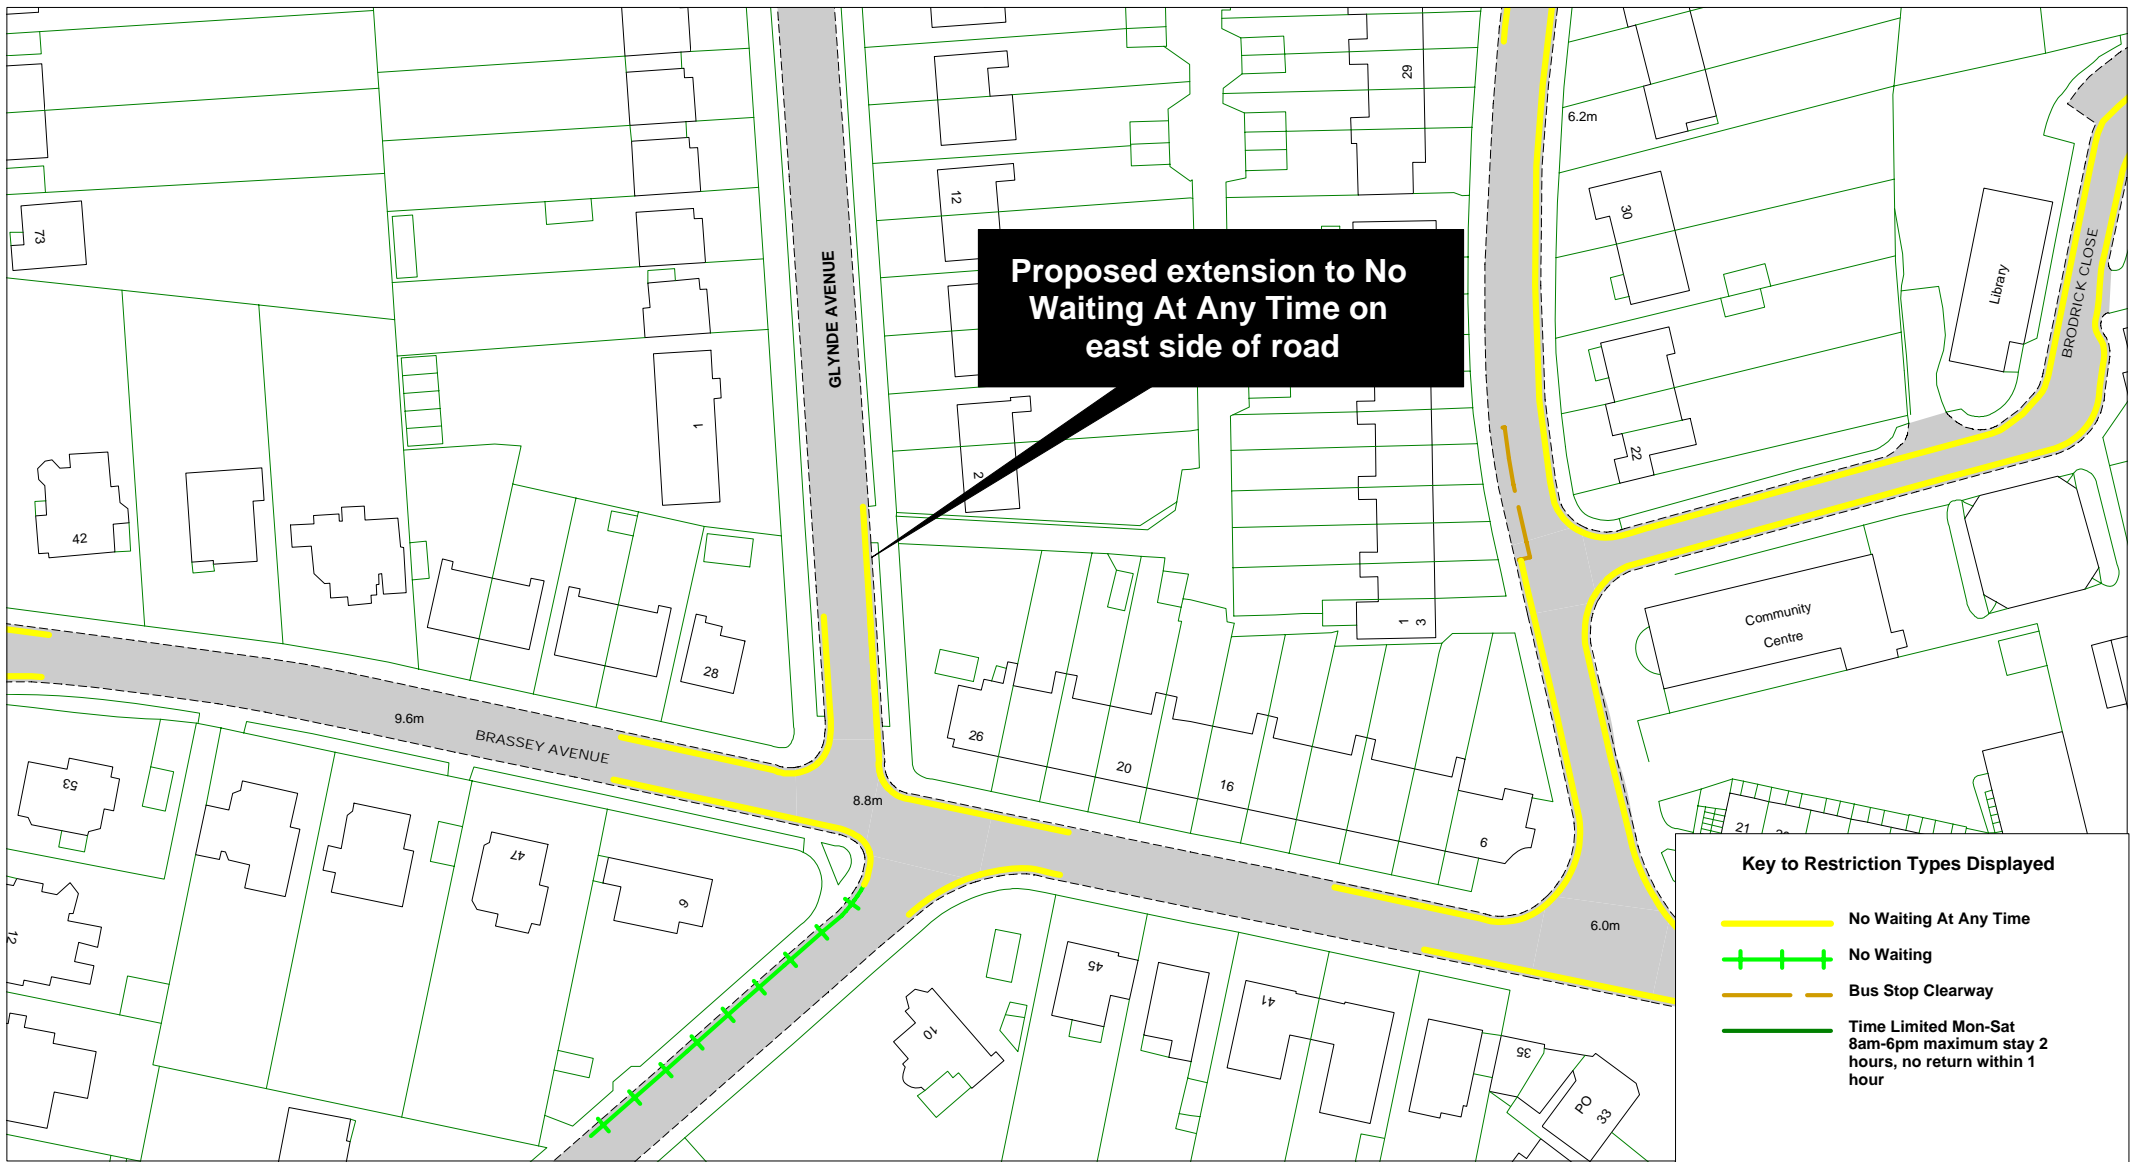 29
6.2m
12
30
73
GLYNDE AVENUE
Proposed extension to No
Waiting At Any Time on
east side of road
Library
BRODRICK CLOSE
1
2
22
42
Community
Centre
1
3
28
9.6m
BRASSEY AVENUE
26
20
16
6
53
8.8m
21
47
9
12
6.0m
45
41
10
35
PO
33
Key to Restriction Types Displayed
No Waiting At Any Time
No Waiting
Bus Stop Clearway
Time Limited Mon-Sat
8am-6pm maximum stay 2
hours, no return within 1
hour